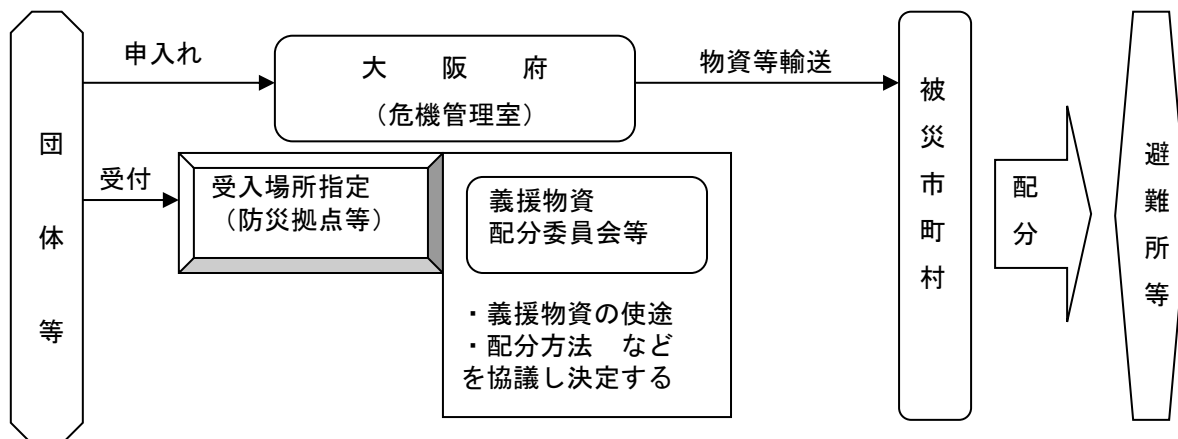 団体等
申入れ
大　阪　府
（危機管理室）
物資等輸送
受付
受入場所指定
（防災拠点等）
義援物資
配分委員会等
・義援物資の使途
・配分方法　など
を協議し決定する
被災市町村
配分
避難所等